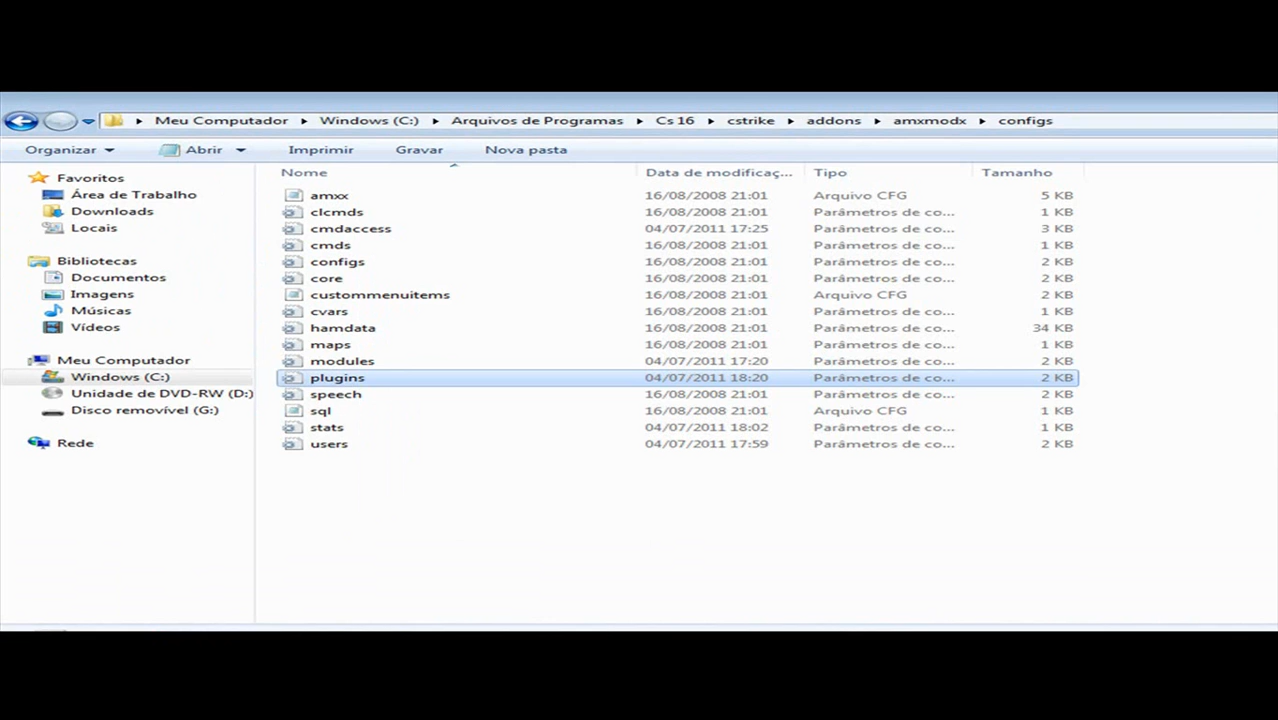 Meu Computador Windows (C:) Arquivos de Programas Cs 16 cstrike addons amxmodx configs
Organizar Abrir Imprimir Gravar Nova pasta
Nome Data de modificaç... Tipo Tamanho
Favoritos
Área de Trabalho
Downloads
Locais
Bibliotecas
Documentos
Imagens
Músicas
Vídeos
Meu Computador
Windows (C:)
Unidade de DVD-RW (D:)
Disco removível (G:)
Rede
amxx 16/08/2008 21:01 Arquivo CFG 5 KB
clcmds 16/08/2008 21:01 Parâmetros de co... 1 KB
cmdaccess 04/07/2011 17:25 Parâmetros de co... 3 KB
cmds 16/08/2008 21:01 Parâmetros de co... 1 KB
configs 16/08/2008 21:01 Parâmetros de co... 2 KB
core 16/08/2008 21:01 Parâmetros de co... 2 KB
custommenuitems 16/08/2008 21:01 Arquivo CFG 2 KB
cvars 16/08/2008 21:01 Parâmetros de co... 1 KB
hamdata 16/08/2008 21:01 Parâmetros de co... 34 KB
maps 16/08/2008 21:01 Parâmetros de co... 1 KB
modules 04/07/2011 17:20 Parâmetros de co... 2 KB
plugins 04/07/2011 18:20 Parâmetros de co... 2 KB
speech 16/08/2008 21:01 Parâmetros de co... 2 KB
sql 16/08/2008 21:01 Arquivo CFG 1 KB
stats 04/07/2011 18:02 Parâmetros de co... 1 KB
users 04/07/2011 17:59 Parâmetros de co... 2 KB